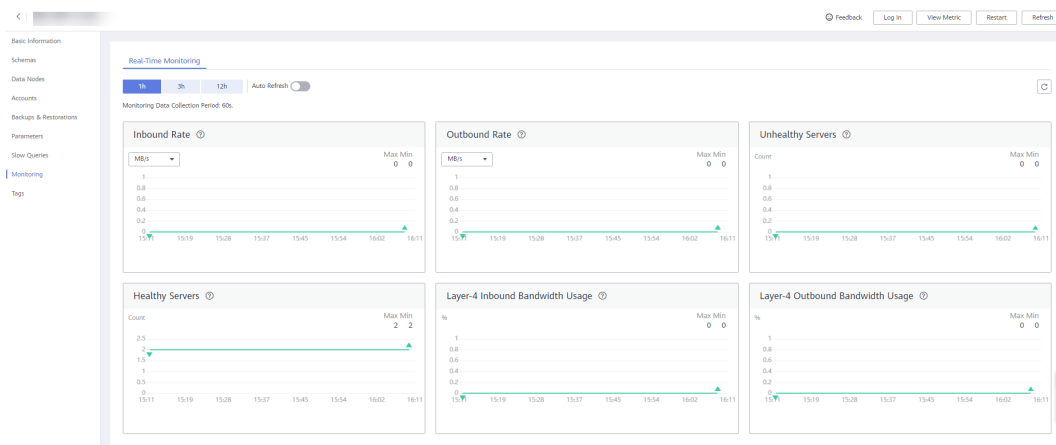 Feedback Log In View Metric Restart Refresh
Basic Information
Schemas
Data Nodes
Accounts
Backups & Restorations
Parameters
Slow Queries
Monitoring
Tags
Real-Time Monitoring
1h 3h 12h Auto Refresh
Monitoring Data Collection Period: 60s.
Inbound Rate
MB/s
Max Min
0 0
1
0.8
0.6
0.4
0.2
0
15:11 15:19 15:28 15:37 15:45 15:54 16:02 16:11
Outbound Rate
MB/s
Max Min
0 0
1
0.8
0.6
0.4
0.2
0
15:11 15:19 15:28 15:37 15:45 15:54 16:02 16:11
Unhealthy Servers
Count
Max Min
0 0
1
0.8
0.6
0.4
0.2
0
15:11 15:19 15:28 15:37 15:45 15:54 16:02 16:11
Healthy Servers
Count
Max Min
2 2
2.5
2
1.5
1
0.5
0
15:11 15:19 15:28 15:37 15:45 15:54 16:02 16:11
Layer-4 Inbound Bandwidth Usage
%
Max Min
0 0
1
0.8
0.6
0.4
0.2
0
15:11 15:19 15:28 15:37 15:45 15:54 16:02 16:11
Layer-4 Outbound Bandwidth Usage
%
Max Min
0 0
1
0.8
0.6
0.4
0.2
0
15:11 15:19 15:28 15:37 15:45 15:54 16:02 16:11